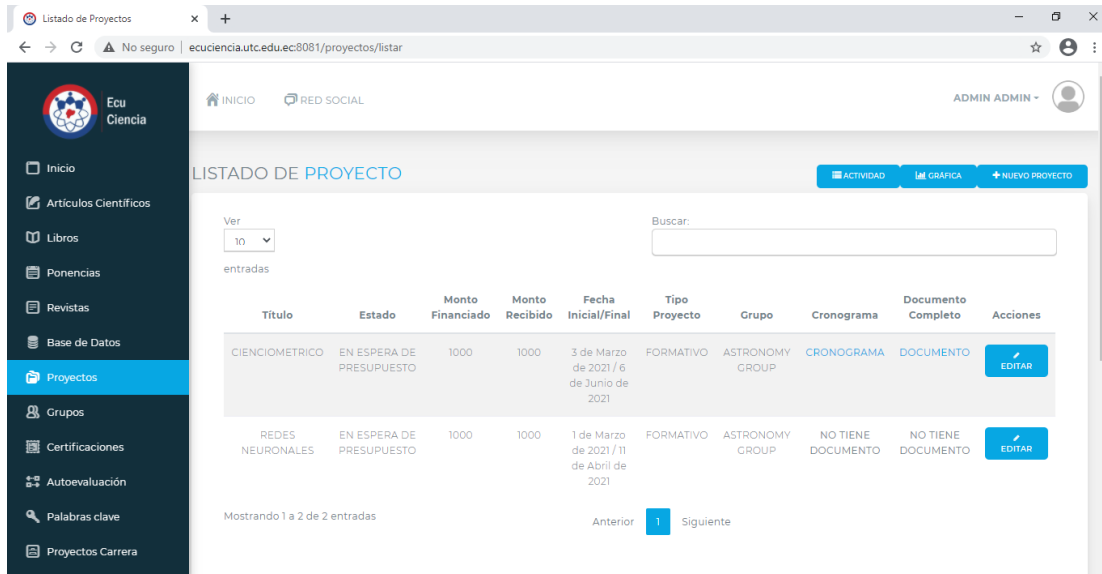 Listado de Proyectos
No seguro | ecuciencia.utc.edu.ec:8081/proyectos/listar
Ecu
Ciencia
INICIO RED SOCIAL ADMIN ADMIN
Inicio
Artículos Científicos
Libros
Ponencias
Revistas
Base de Datos
Proyectos
Grupos
Certificaciones
Autoevaluación
Palabras clave
Proyectos Carrera
LISTADO DE PROYECTO
ACTIVIDAD GRÁFICA NUEVO PROYECTO
Ver
10
entradas
Buscar:
Título Estado Monto Financiado Monto Recibido Fecha Inicial/Final Tipo Proyecto Grupo Cronograma Documento Completo Acciones
CIENCIOMETRICO EN ESPERA DE PRESUPUESTO 1000 1000 3 de Marzo de 2021 / 6 de Junio de 2021 FORMATIVO ASTRONOMY GROUP CRONOGRAMA DOCUMENTO EDITAR
REDES NEURONALES EN ESPERA DE PRESUPUESTO 1000 1000 1 de Marzo de 2021 / 11 de Abril de 2021 FORMATIVO ASTRONOMY GROUP NO TIENE DOCUMENTO NO TIENE DOCUMENTO EDITAR
Mostrando 1 a 2 de 2 entradas
Anterior 1 Siguiente